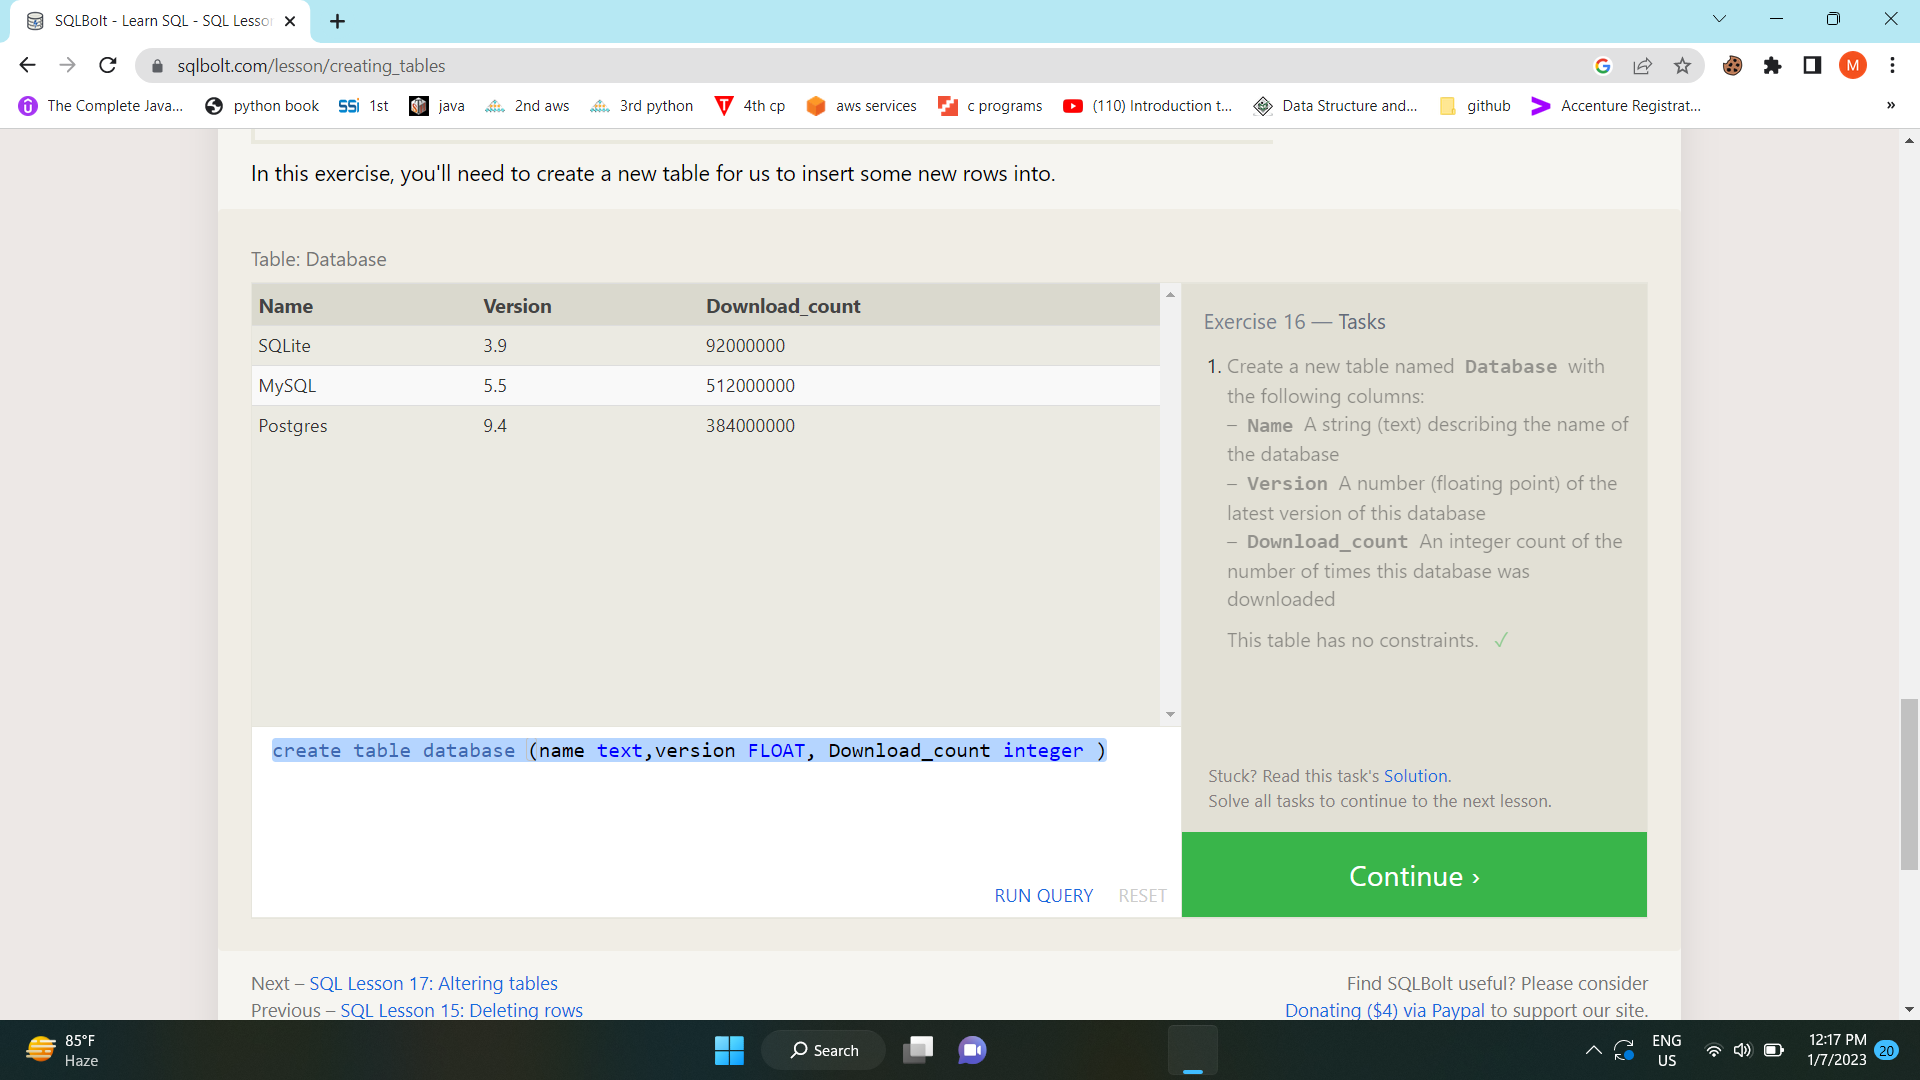 SQLBolt - Learn SQL - SQL Lesso
sqlbolt.com/lesson/creating_tables
M
The Complete Java...
python book
SSi 1st
java
2nd aws
3rd python
4th cp
aws services
c programs
(110) Introduction t...
Data Structure and...
github
Accenture Registrat...
»
In this exercise, you'll need to create a new table for us to insert some new rows into.
Table: Database
Name Version Download_count
SQLite 3.9 92000000
MySQL 5.5 512000000
Postgres 9.4 384000000
create table database (name text,version FLOAT, Download_count integer )
RUN QUERY RESET
Exercise 16 — Tasks
1. Create a new table named Database with
the following columns:
– Name A string (text) describing the name of
the database
– Version A number (floating point) of the
latest version of this database
– Download_count An integer count of the
number of times this database was
downloaded
This table has no constraints. ✓
Stuck? Read this task's Solution.
Solve all tasks to continue to the next lesson.
Continue ›
Next – SQL Lesson 17: Altering tables
Previous – SQL Lesson 15: Deleting rows
Find SQLBolt useful? Please consider
Donating ($4) via Paypal to support our site.
85°F
Haze
Search
ENG
US
12:17 PM
1/7/2023
20